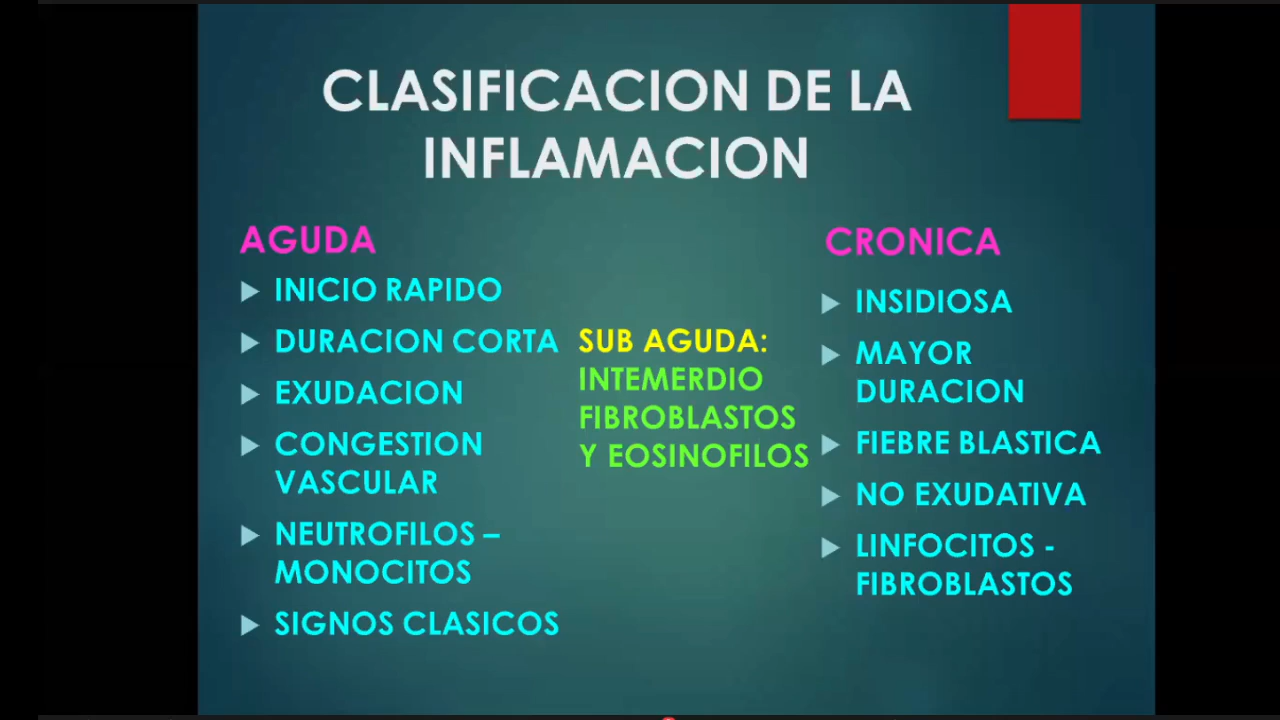 CLASIFICACION DE LA
INFLAMACION
AGUDA
INICIO RAPIDO
DURACION CORTA
EXUDACION
CONGESTION
VASCULAR
NEUTROFILOS –
MONOCITOS
SIGNOS CLASICOS
SUB AGUDA:
INTEMERDIO
FIBROBLASTOS
Y EOSINOFILOS
CRONICA
INSIDIOSA
MAYOR
DURACION
FIEBRE BLASTICA
NO EXUDATIVA
LINFOCITOS -
FIBROBLASTOS